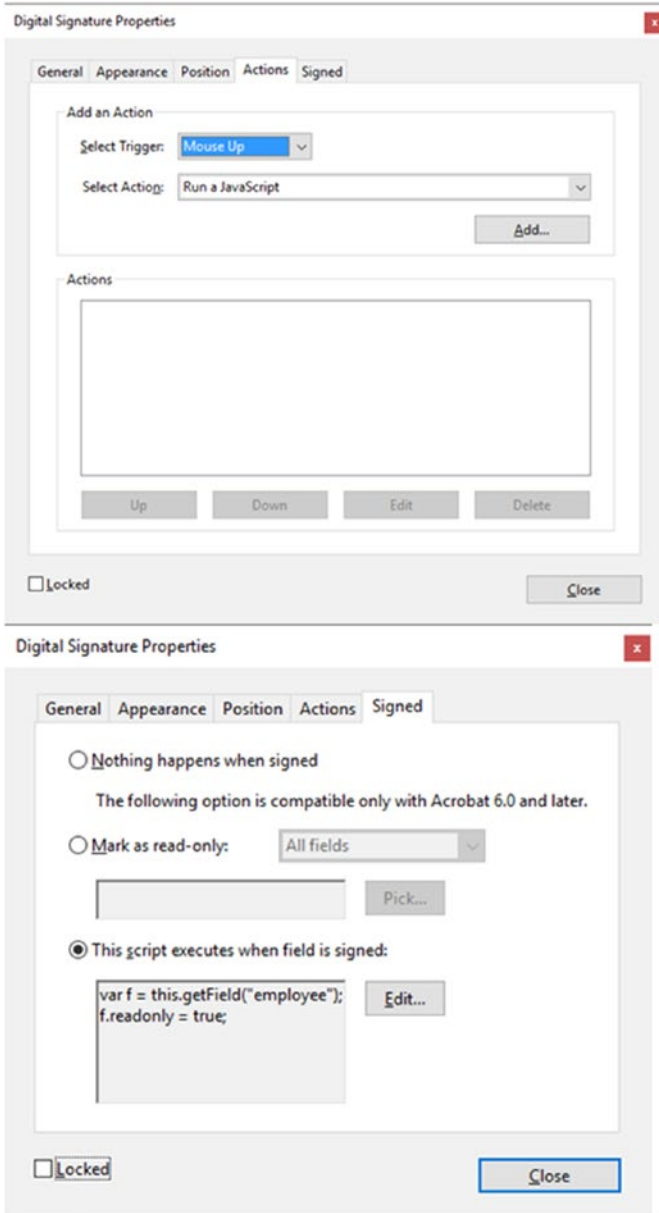 Digital Signature Properties
x
General Appearance Position Actions Signed
Add an Action
Select Trigger: Mouse Up
Select Action: Run a JavaScript
Add...
Actions
Up Down Edit Delete
Locked
Close
Digital Signature Properties
x
General Appearance Position Actions Signed
Nothing happens when signed
The following option is compatible only with Acrobat 6.0 and later.
Mark as read-only: All fields
Pick...
This script executes when field is signed:
var f = this.getField("employee");
f.readonly = true;
Edit...
Locked
Close